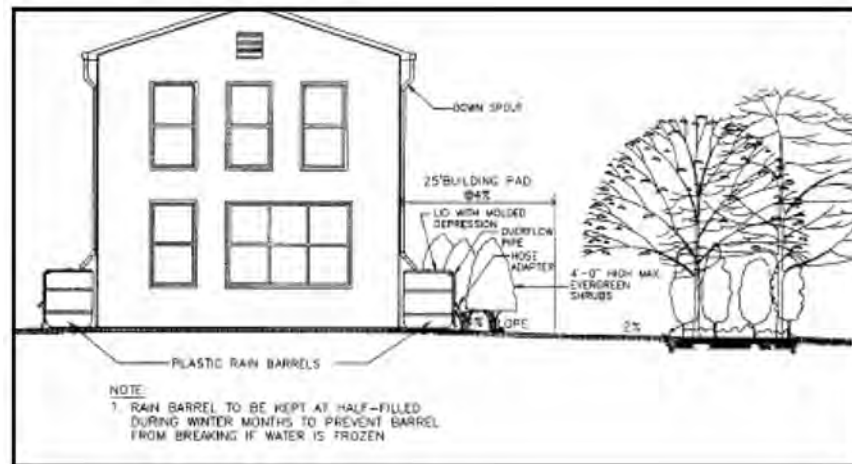 DOWN SPOUT
25'BUILDING PAD
@4%
LID WITH MOLDED
DEPRESSION
OVERFLOW
PIPE
HOSE
ADAPTER
4'-0" HIGH MAX.
EVERGREEN
SHRUBS
2%
PLASTIC RAIN BARRELS
NOTE:
1. RAIN BARREL TO BE KEPT AT HALF-FILLED
DURING WINTER MONTHS TO PREVENT BARREL
FROM BREAKING IF WATER IS FROZEN